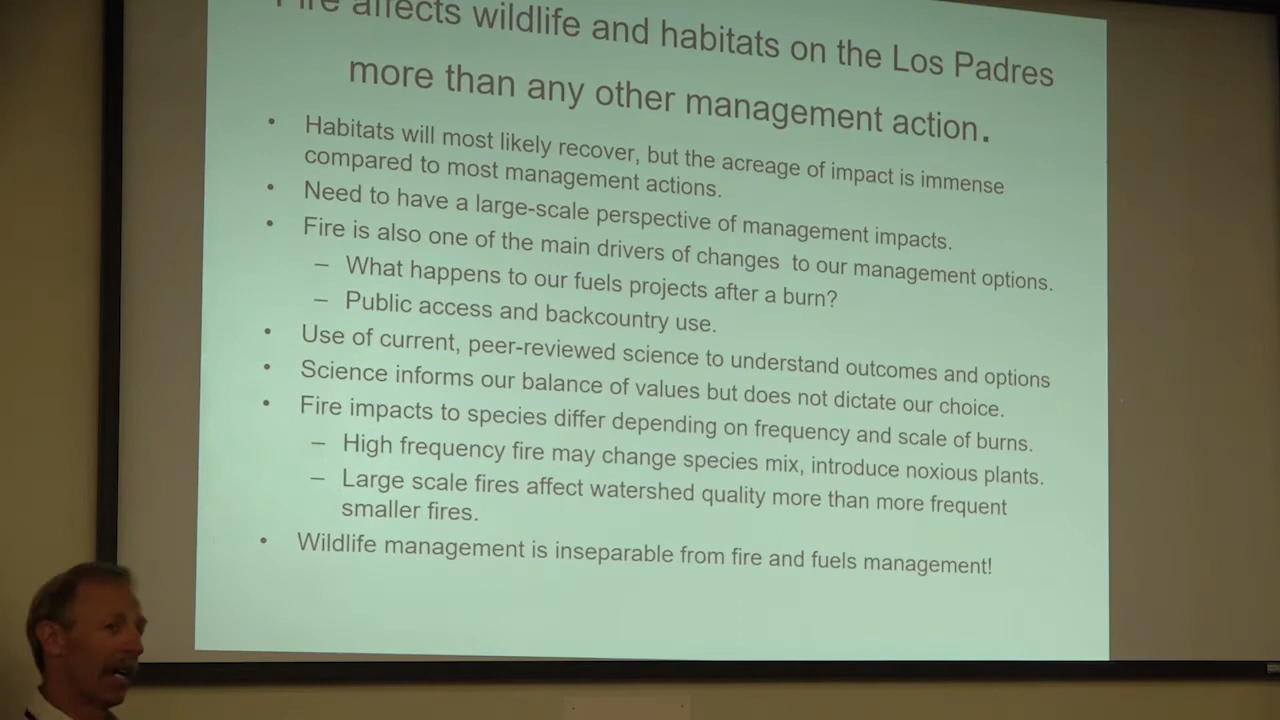 Fire affects wildlife and habitats on the Los Padres
more than any other management action.
• Habitats will most likely recover, but the acreage of impact is immense
compared to most management actions.
• Need to have a large-scale perspective of management impacts.
• Fire is also one of the main drivers of changes to our management options.
– What happens to our fuels projects after a burn?
– Public access and backcountry use.
• Use of current, peer-reviewed science to understand outcomes and options
• Science informs our balance of values but does not dictate our choice.
• Fire impacts to species differ depending on frequency and scale of burns.
– High frequency fire may change species mix, introduce noxious plants.
– Large scale fires affect watershed quality more than more frequent
smaller fires.
• Wildlife management is inseparable from fire and fuels management!